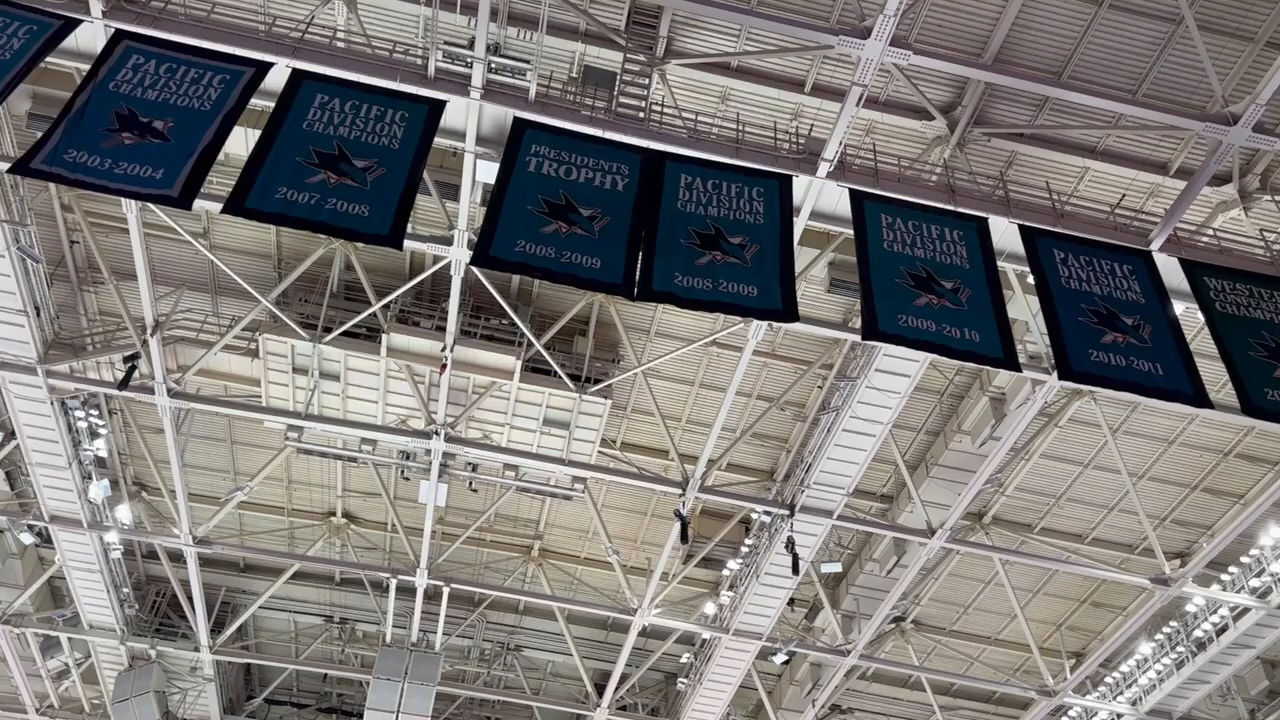 PACIFIC
DIVISION
CHAMPIONS
2003-2004
PACIFIC
DIVISION
CHAMPIONS
2007-2008
PRESIDENTS
TROPHY
2008-2009
PACIFIC
DIVISION
CHAMPIONS
2008-2009
PACIFIC
DIVISION
CHAMPIONS
2009-2010
PACIFIC
DIVISION
CHAMPIONS
2010-2011